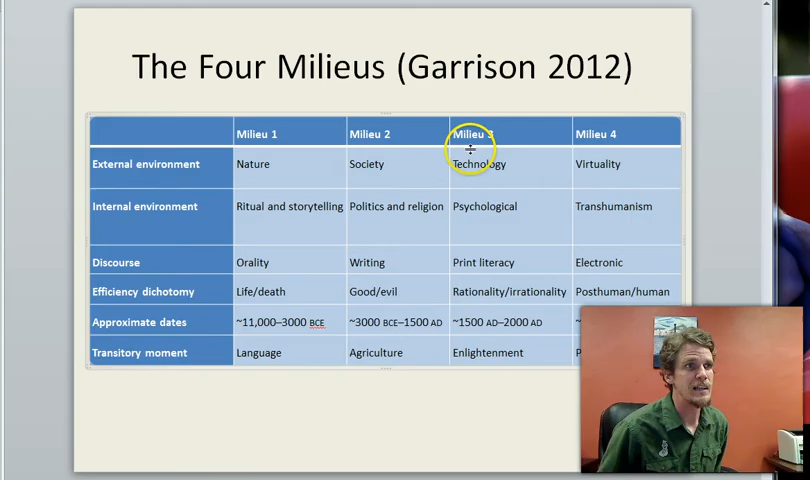 The Four Milieus (Garrison 2012)
Milieu 1 Milieu 2 Milieu 3 Milieu 4
External environment Nature Society Technology Virtuality
Internal environment Ritual and storytelling Politics and religion Psychological Transhumanism
Discourse Orality Writing Print literacy Electronic
Efficiency dichotomy Life/death Good/evil Rationality/irrationality Posthuman/human
Approximate dates ~11,000–3000 BCE ~3000 BCE–1500 AD ~1500 AD–2000 AD ~
Transitory moment Language Agriculture Enlightenment P